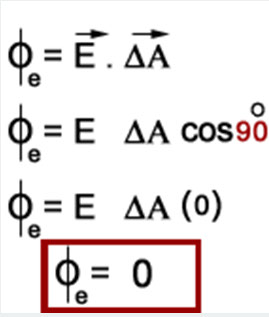 ϕₑ = E⃗ . ΔA⃗
ϕₑ = E ΔA cos90°
ϕₑ = E ΔA (0)
ϕₑ = 0